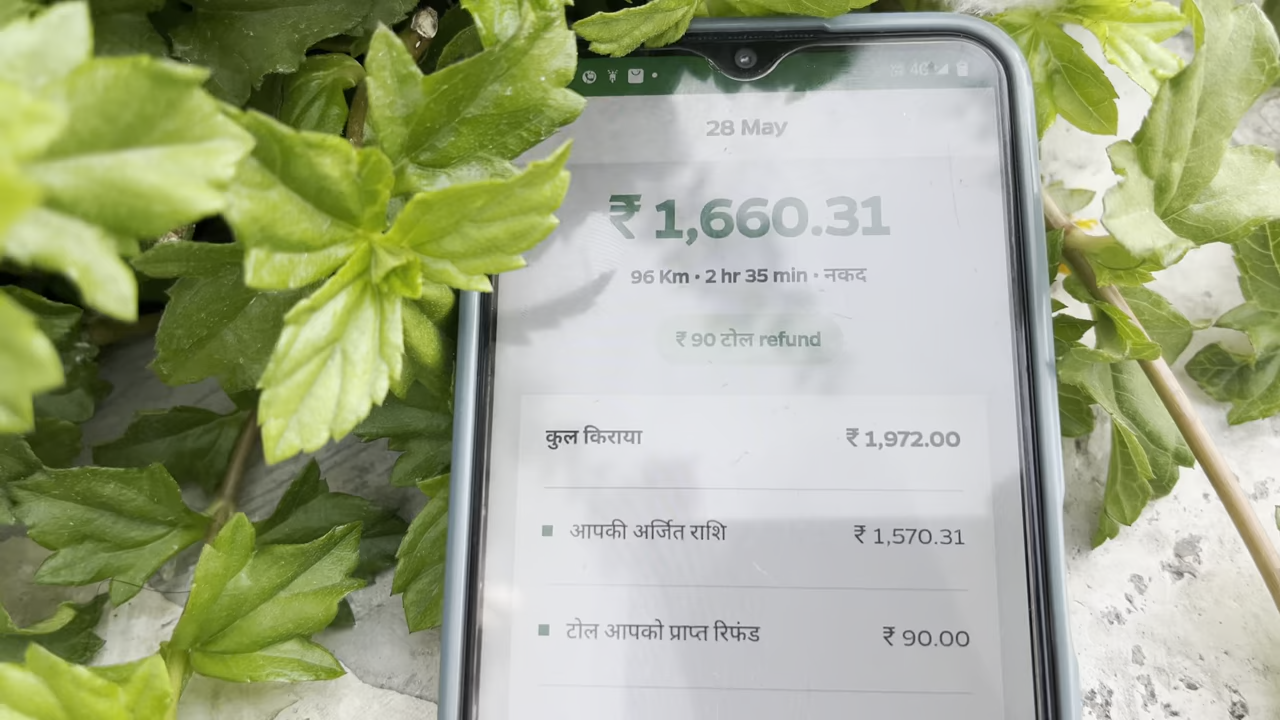 4G
28 May
₹ 1,660.31
96 Km • 2 hr 35 min • नकद
₹ 90 टोल refund
कुल किराया ₹ 1,972.00
आपकी अर्जित राशि ₹ 1,570.31
टोल आपको प्राप्त रिफंड ₹ 90.00